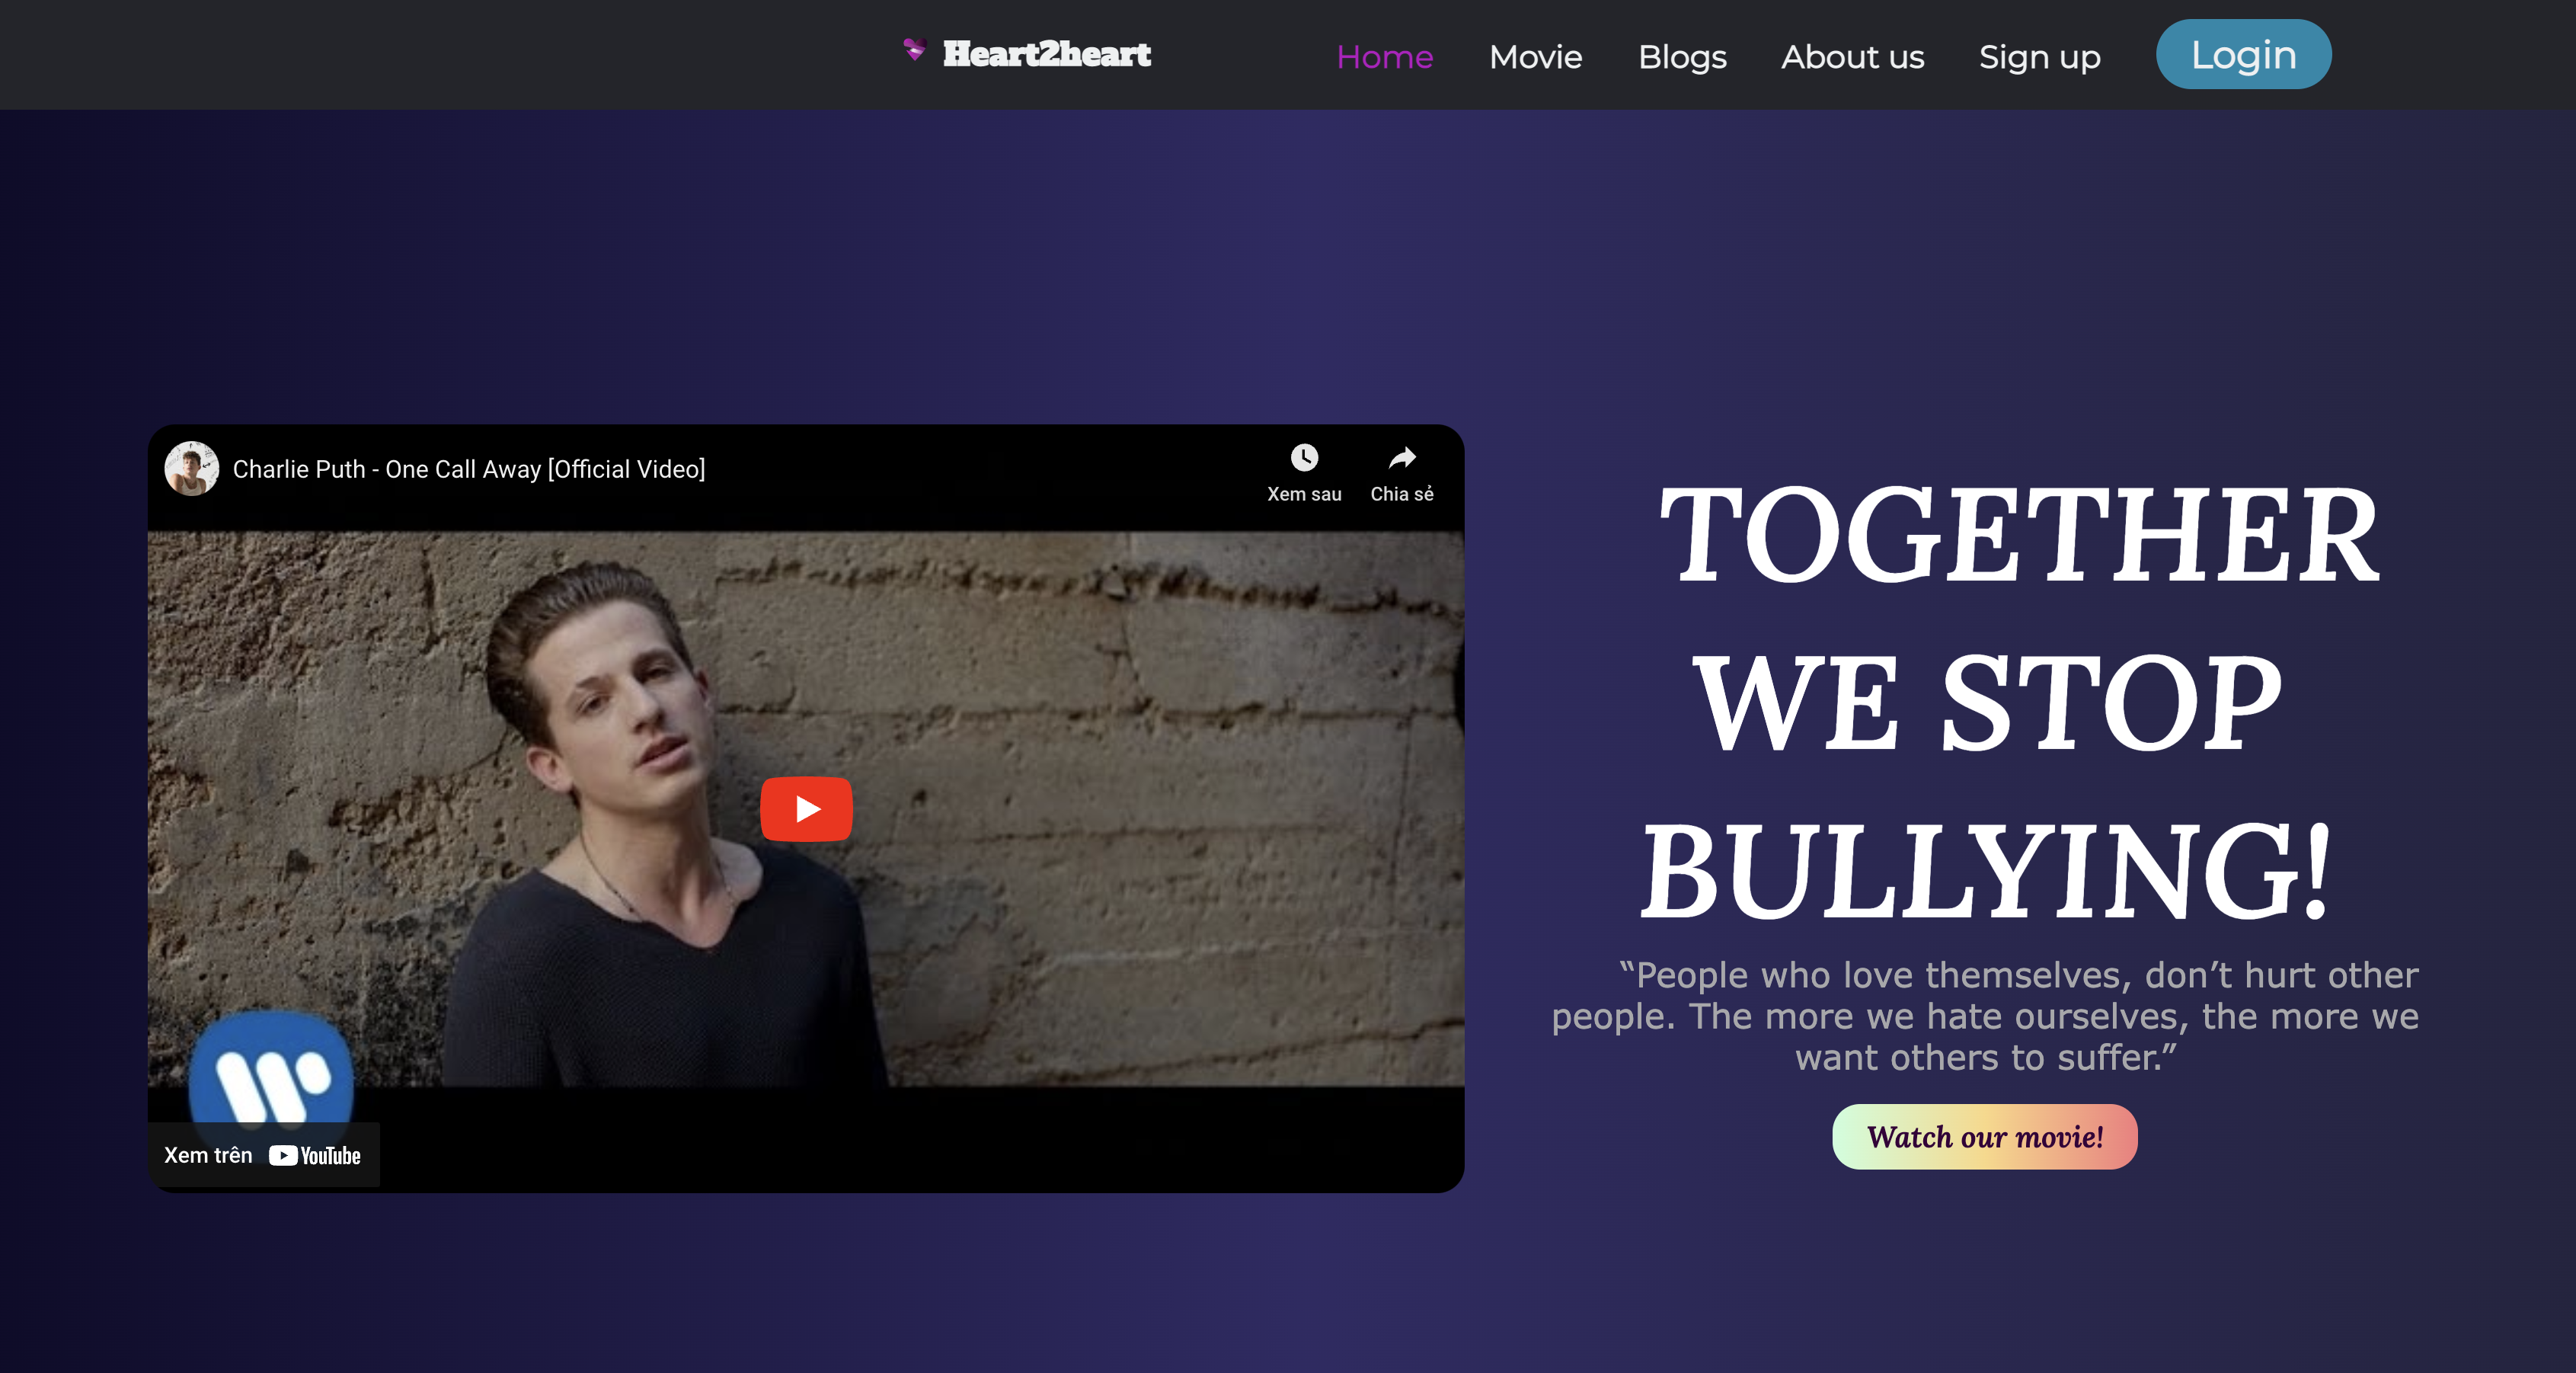 Heart2heart
Home Movie Blogs About us Sign up Login
Charlie Puth - One Call Away [Official Video]
Xem sau Chia sẻ
Xem trên YouTube
TOGETHER
WE STOP
BULLYING!
“People who love themselves, don’t hurt other
people. The more we hate ourselves, the more we
want others to suffer.”
Watch our movie!